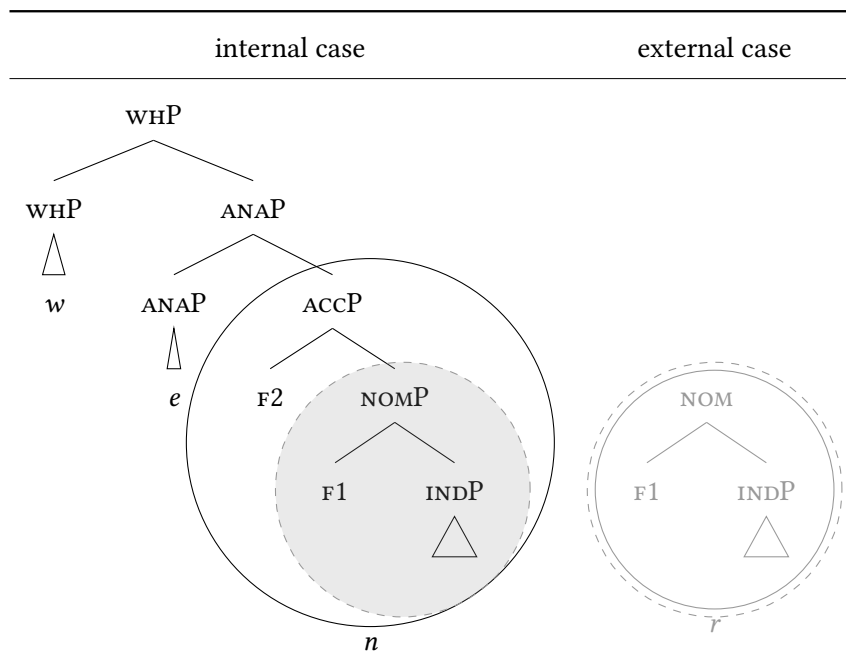 internal case external case
WHP
WHP ANAP
w ANAP ACCP
e F2 NOMP NOM
F1 INDP F1 INDP
n r